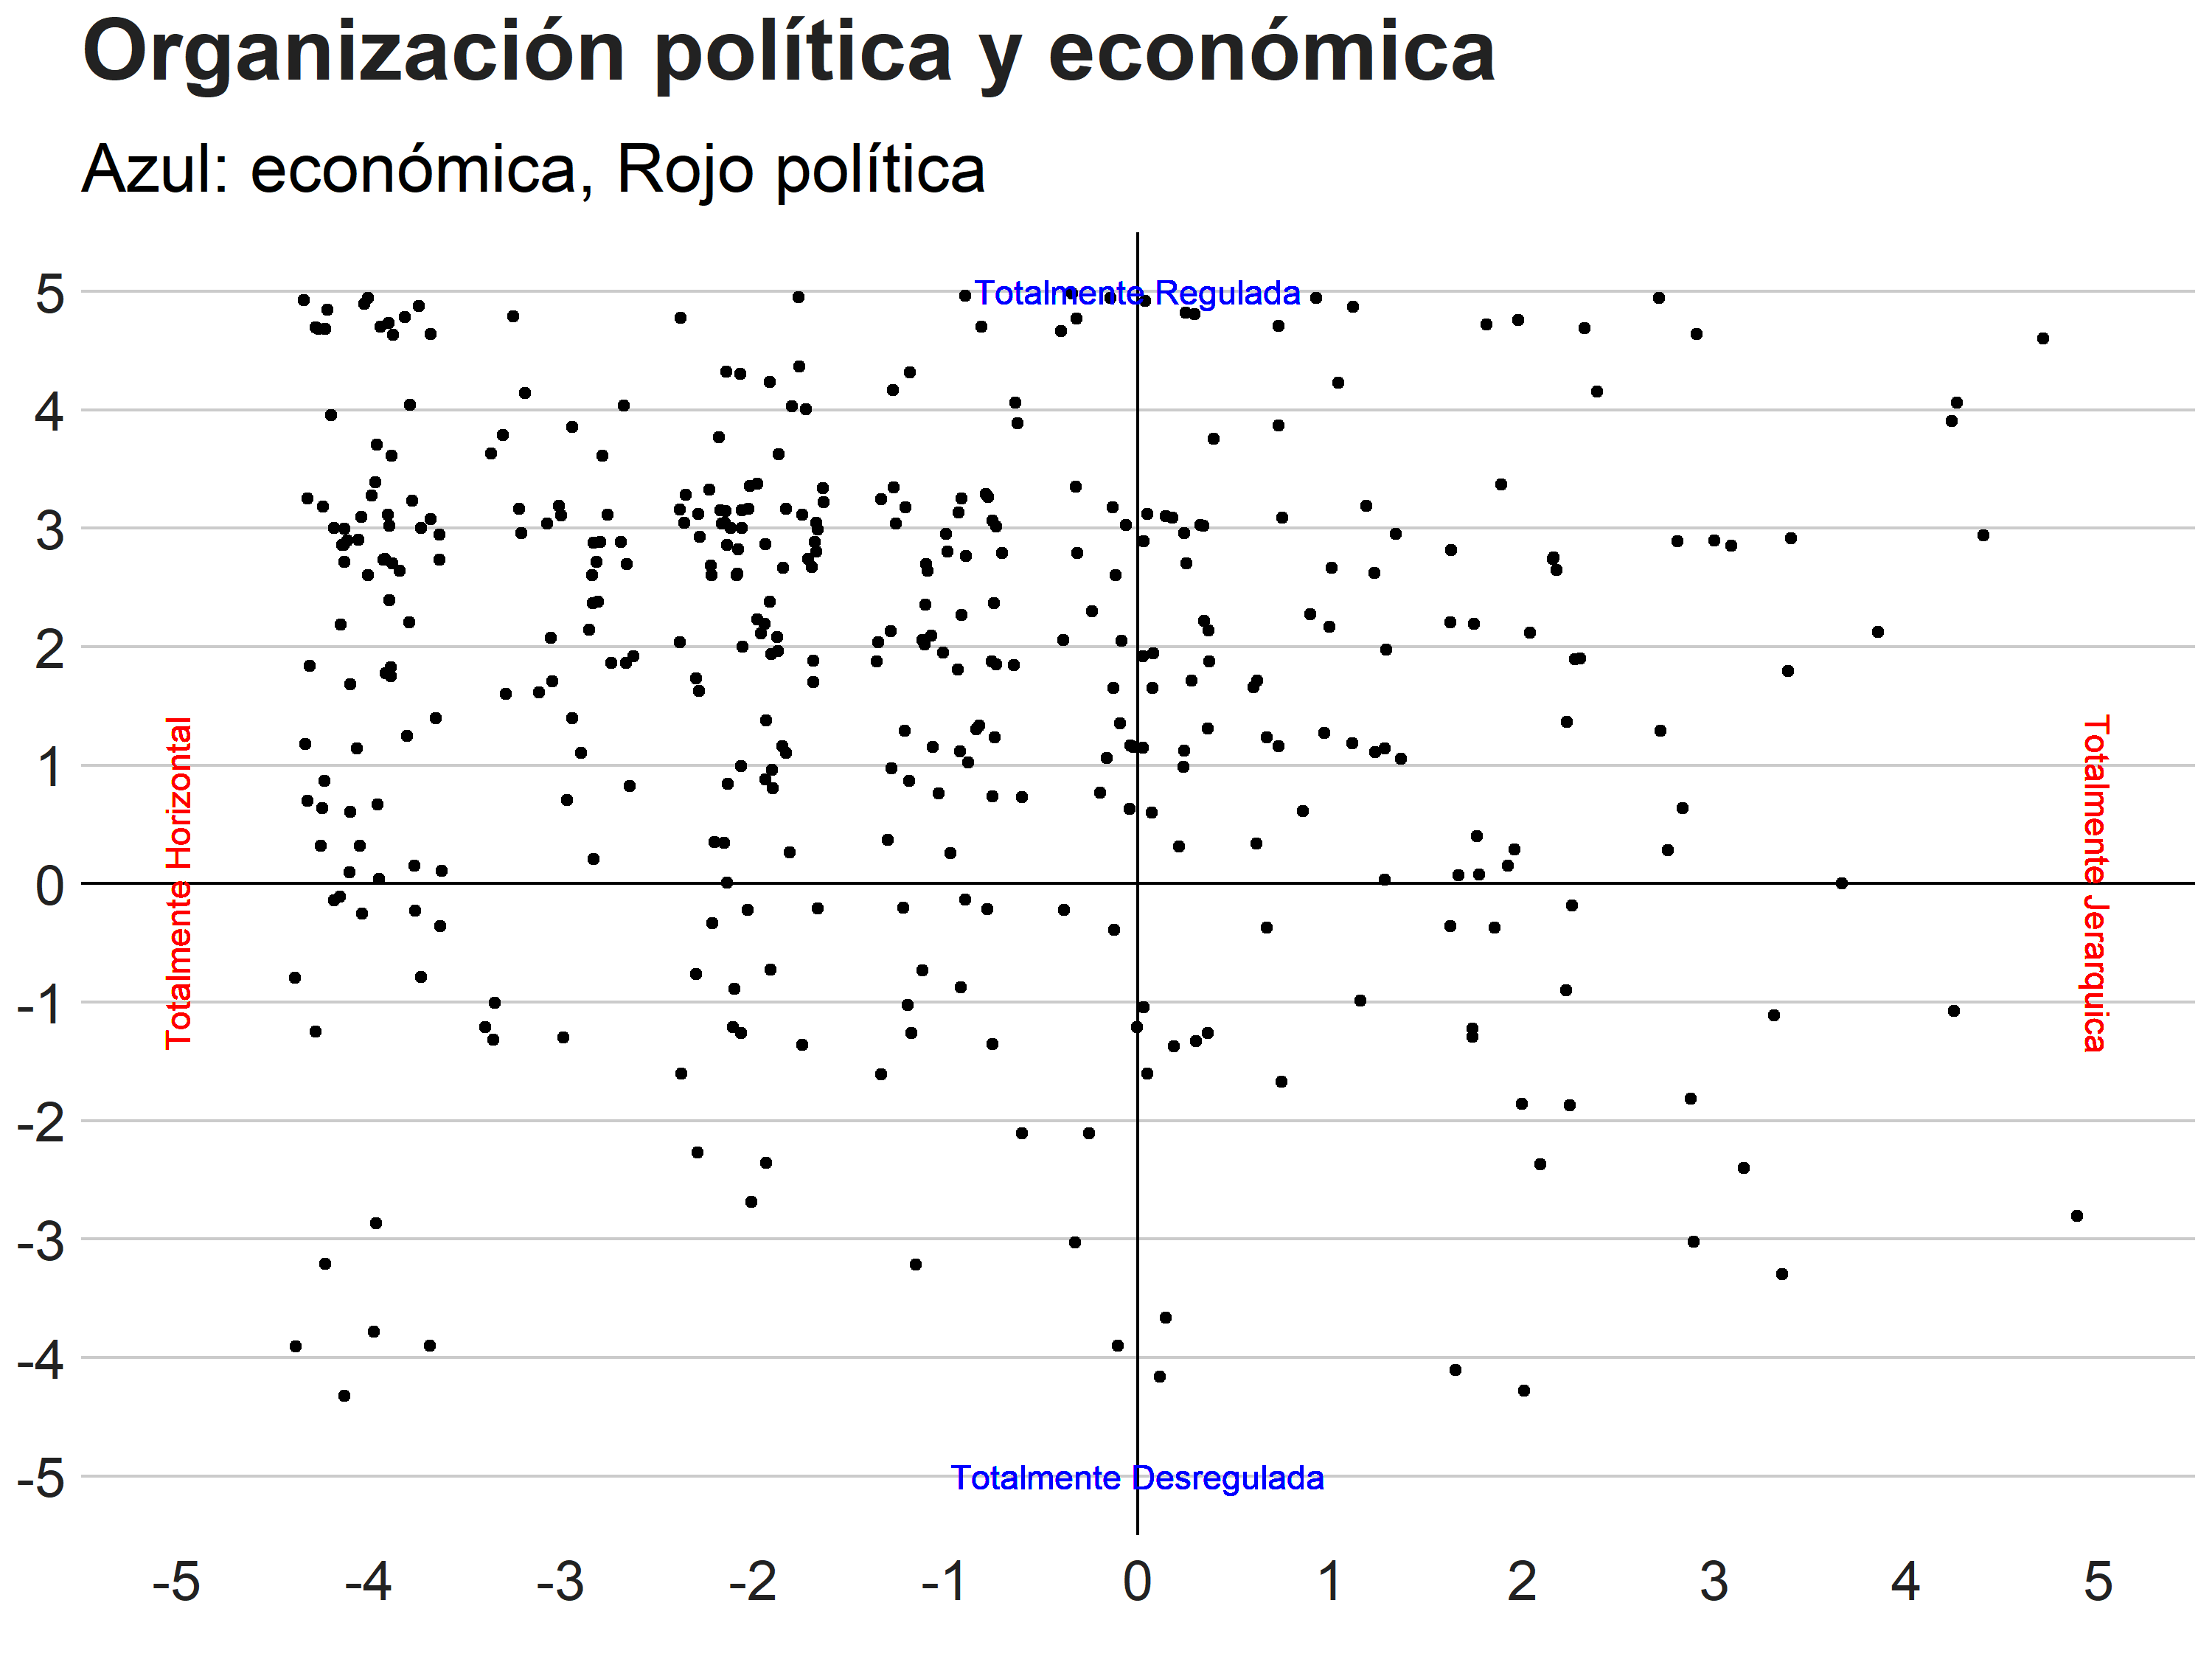 Organización política y económica
Azul: económica, Rojo política
Totalmente Regulada
5
4
3
2
1
0
-1
-2
-3
-4
-5
Totalmente Horizontal
Totalmente Jerarquica
Totalmente Desregulada
-5 -4 -3 -2 -1 0 1 2 3 4 5